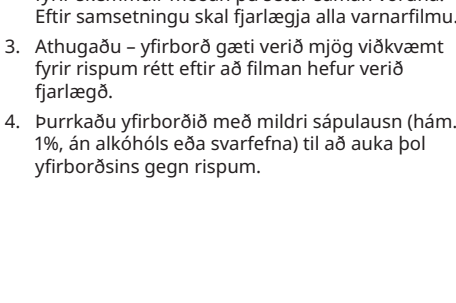 Eftir samsetningu skal fjarlægja alla varnarfilmu.
3. Athugaðu – yfirborð gæti verið mjög viðkvæmt
fyrir rispum rétt eftir að filman hefur verið
fjarlægð.
4. Þurrkaðu yfirborðið með mildri sápulausn (hám.
1%, án alkóhóls eða svarfefna) til að auka þol
yfirborðsins gegn rispum.